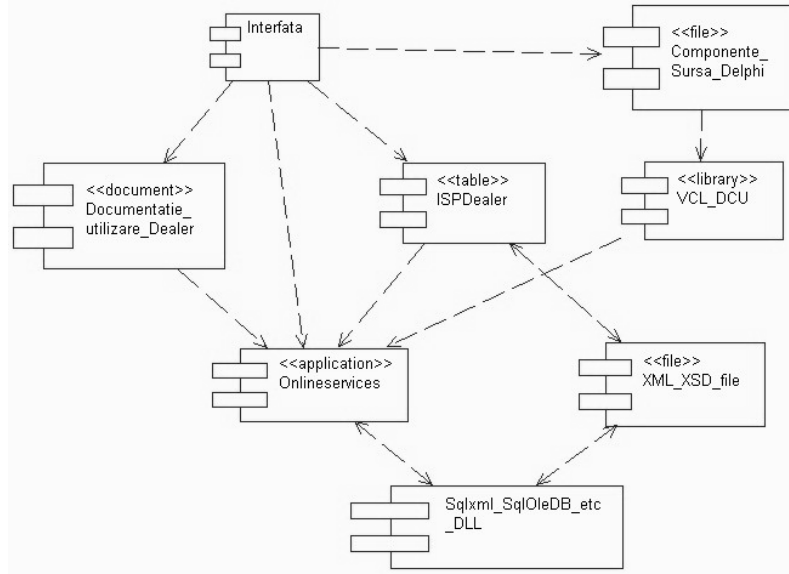 Interfata
<<file>>
Componente_
Sursa_Delphi
<<document>>
Documentatie_
utilizare_Dealer
<<table>>
ISPDealer
<<library>>
VCL_DCU
<<application>>
Onlineservices
<<file>>
XML_XSD_file
Sqlxml_SqlOleDB_etc
_DLL